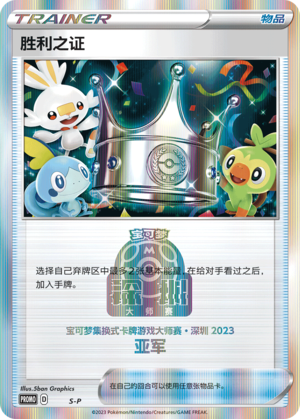 TRAINER 物品
胜利之证
宝可梦
大师赛
选择自己弃牌区中最多2张基本能量，在给对手看过之后，
加入手牌。
宝可梦集换式卡牌游戏大师赛·深圳 2023
亚军
Illus.5ban Graphics
PROMO D S-P
在自己的回合可以使用任意张物品卡。
©2023 Pokémon/Nintendo/Creatures/GAME FREAK.